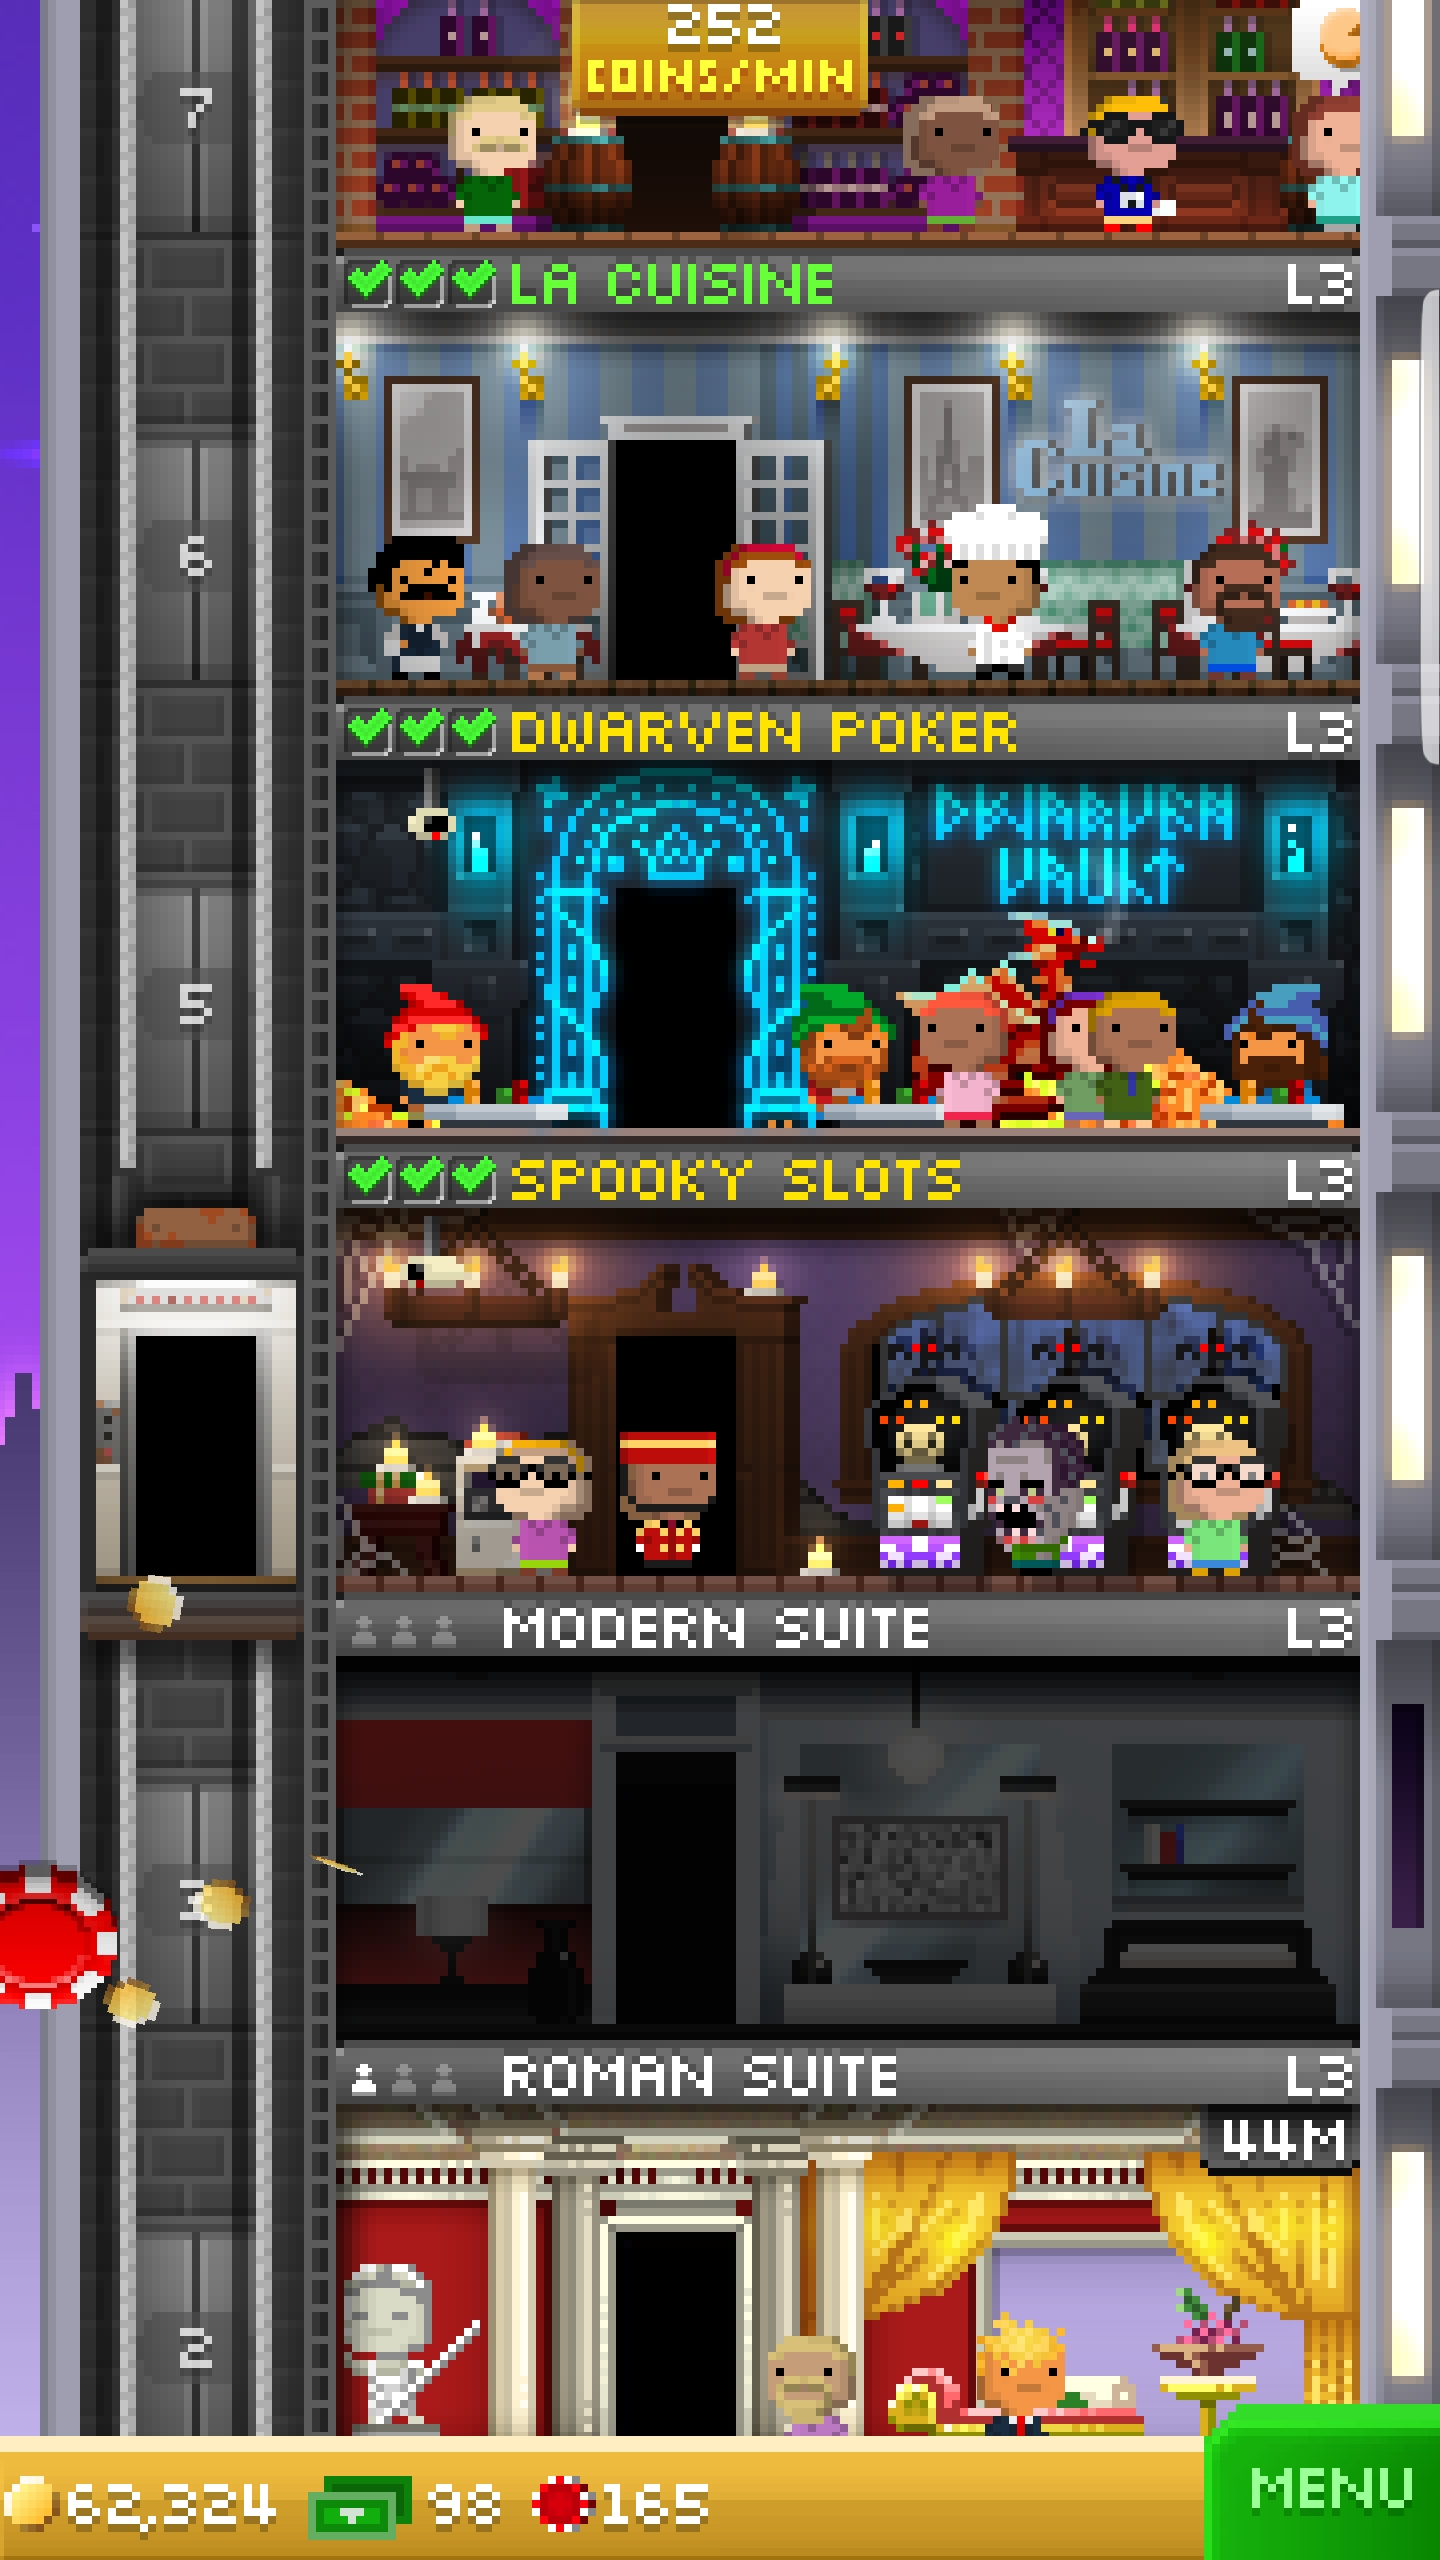 252
COINS/MIN
7
LA CUISINE L3
La
Cuisine
6
DWARVEN POKER L3
DWARVEN
VAULT
5
SPOOKY SLOTS L3
MODERN SUITE L3
3
ROMAN SUITE L3
44M
2
62,324 98 165
MENU